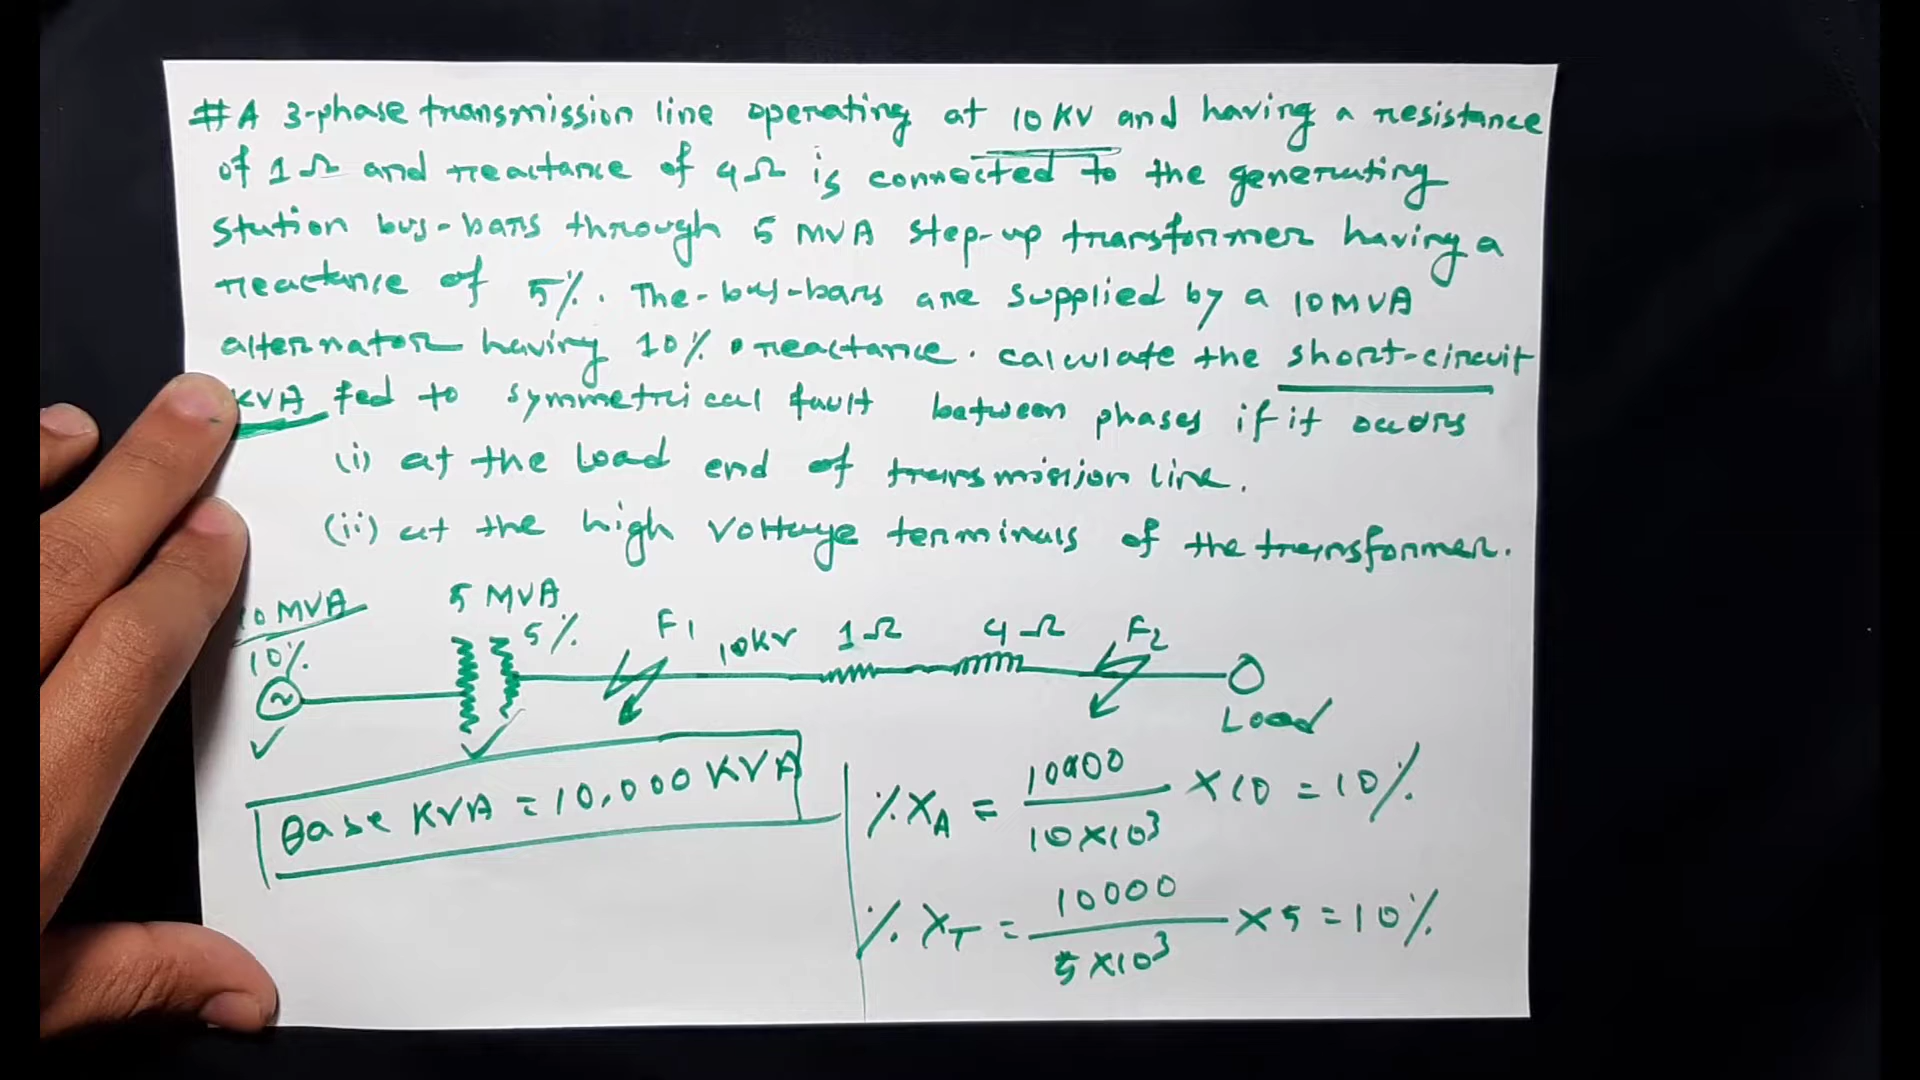 #A 3-phase transmission line operating at 10 KV and having a resistance
of 1Ω and reactance of 4Ω is connected to the generating
station bus-bars through 5 MVA step-up transformer having a
reactance of 5%. The bus-bars are supplied by a 10 MVA
alternator having 10% reactance. calculate the short-circuit
KVA fed to symmetrical fault between phases if it occurs
(i) at the load end of transmission line.
(ii) at the high voltage terminals of the transformer.
10 MVA 5 MVA
10% 5% F1 10KV 1Ω 4Ω F2
~
Load
Base KVA = 10,000 KVA
%XA = 10000 / 10×10³ × 10 = 10%
%XT = 10000 / 5×10³ × 5 = 10%